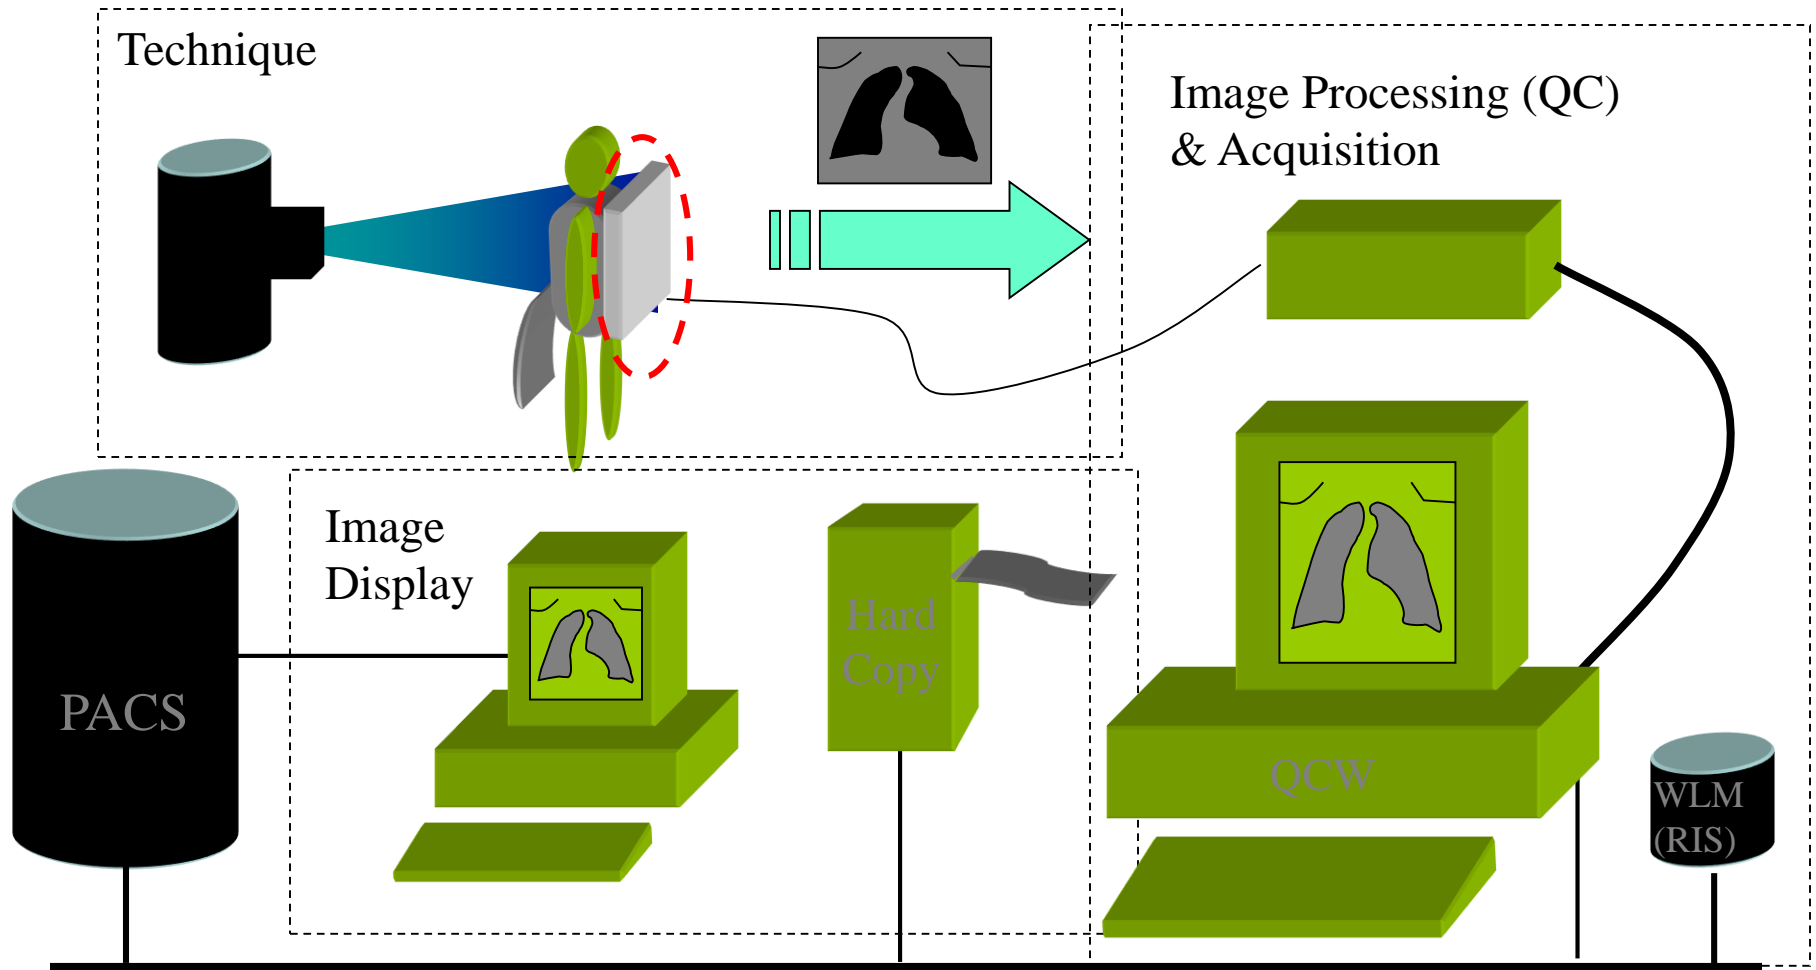 Technique
Image Processing (QC)
& Acquisition
Image
Display
Hard
Copy
PACS
QCW
WLM
(RIS)